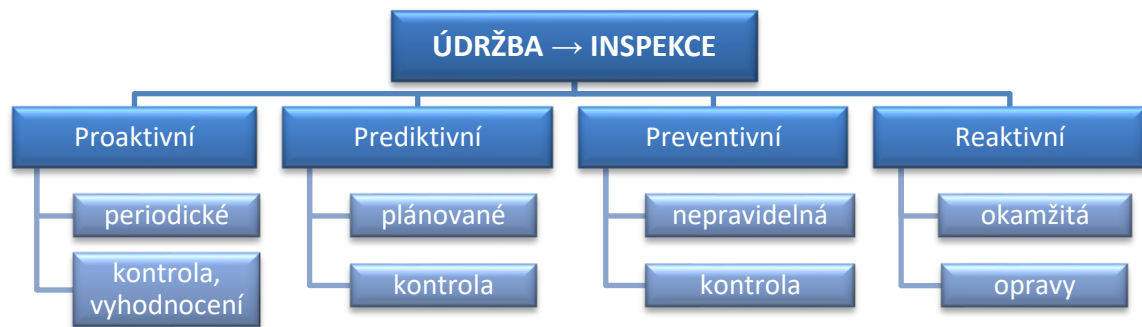 ÚDRŽBA → INSPEKCE
Proaktivní
periodické
kontrola,
vyhodnocení
Prediktivní
plánované
kontrola
Preventivní
nepravidelná
kontrola
Reaktivní
okamžitá
opravy